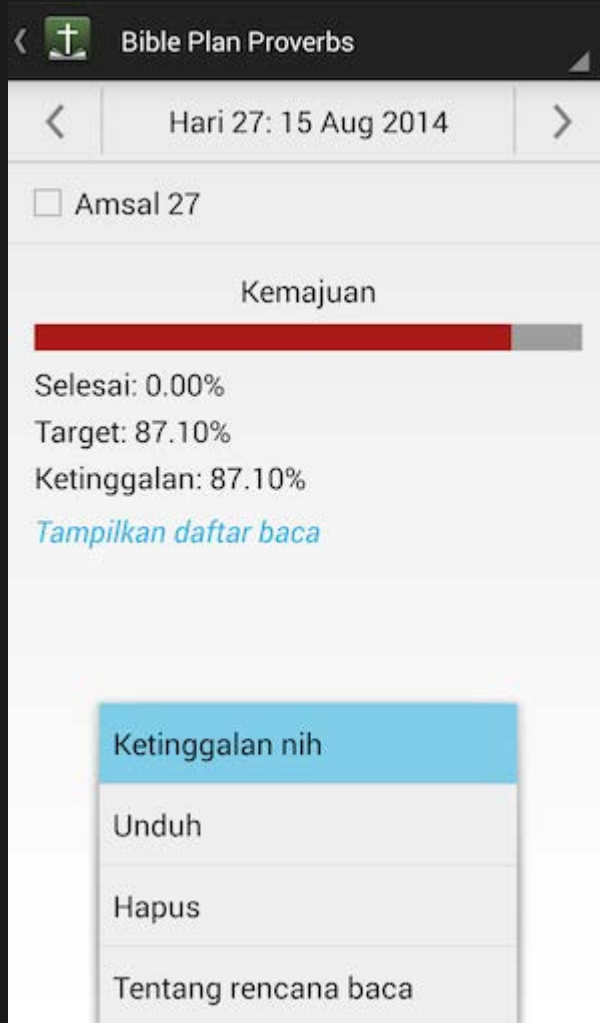 Bible Plan Proverbs
Hari 27: 15 Aug 2014
Amsal 27
Kemajuan
Selesai: 0.00%
Target: 87.10%
Ketinggalan: 87.10%
Tampilkan daftar baca
Ketinggalan nih
Unduh
Hapus
Tentang rencana baca